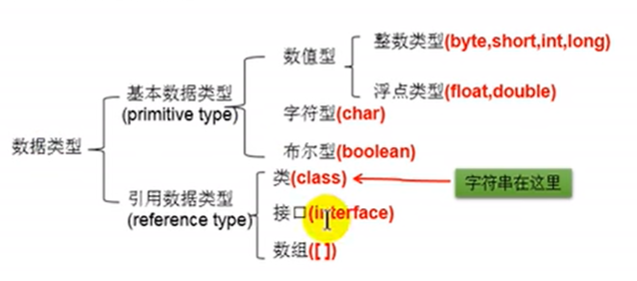 数据类型
基本数据类型
(primitive type)
数值型
整数类型(byte,short,int,long)
浮点类型(float,double)
字符型(char)
布尔型(boolean)
引用数据类型
(reference type)
类(class)
字符串在这里
接口(interface)
数组([ ])